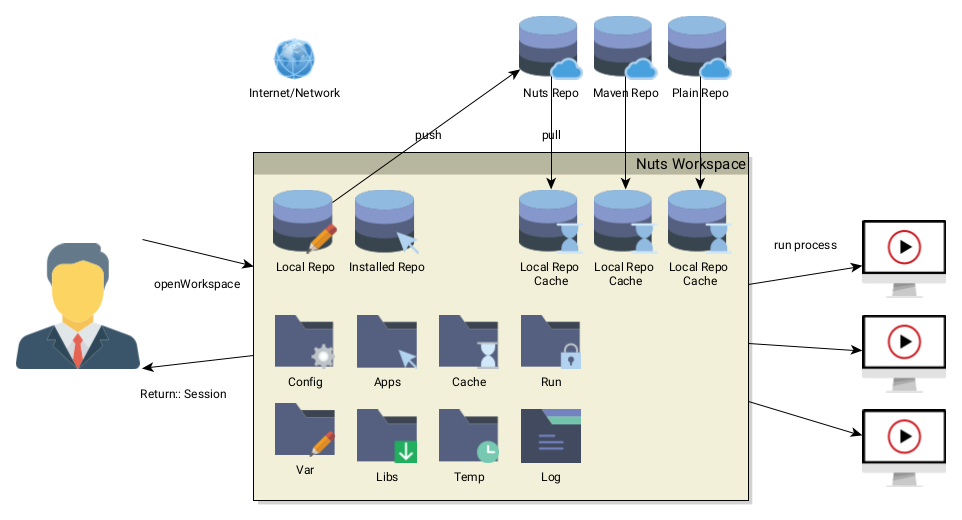 Internet/Network
Nuts Repo
Maven Repo
Plain Repo
push
pull
Nuts Workspace
Local Repo
Installed Repo
Local Repo
Cache
Local Repo
Cache
Local Repo
Cache
openWorkspace
run process
Config
Apps
Cache
Run
Return:: Session
Var
Libs
Temp
Log